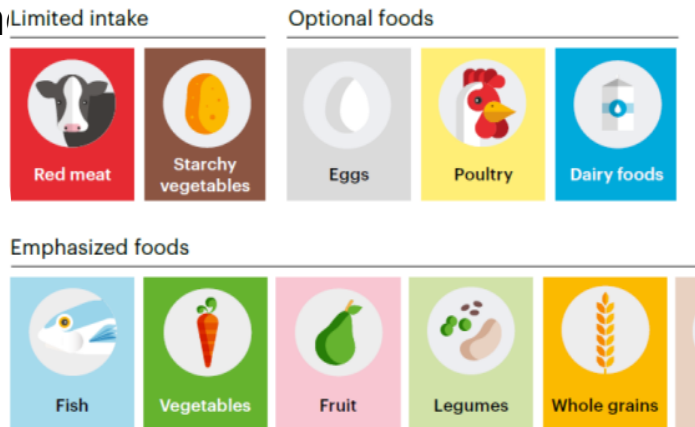 Limited intake
Optional foods
Red meat
Starchy
vegetables
Eggs
Poultry
Dairy foods
Emphasized foods
Fish
Vegetables
Fruit
Legumes
Whole grains